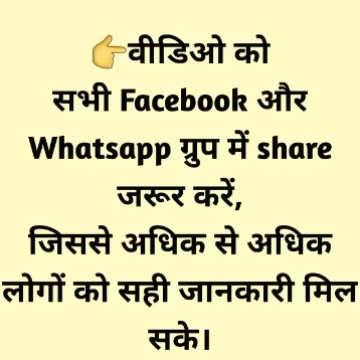 👉वीडिओ को
सभी Facebook और
Whatsapp ग्रुप में share
जरूर करें,
जिससे अधिक से अधिक
लोगों को सही जानकारी मिल
सके।